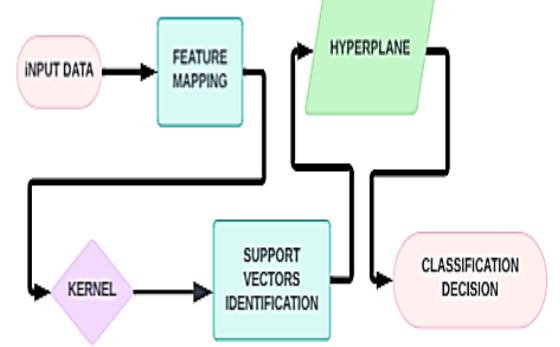 iNPUT DATA
FEATURE
MAPPING
KERNEL
SUPPORT
VECTORS
IDENTIFICATION
HYPERPLANE
CLASSIFICATION
DECISION